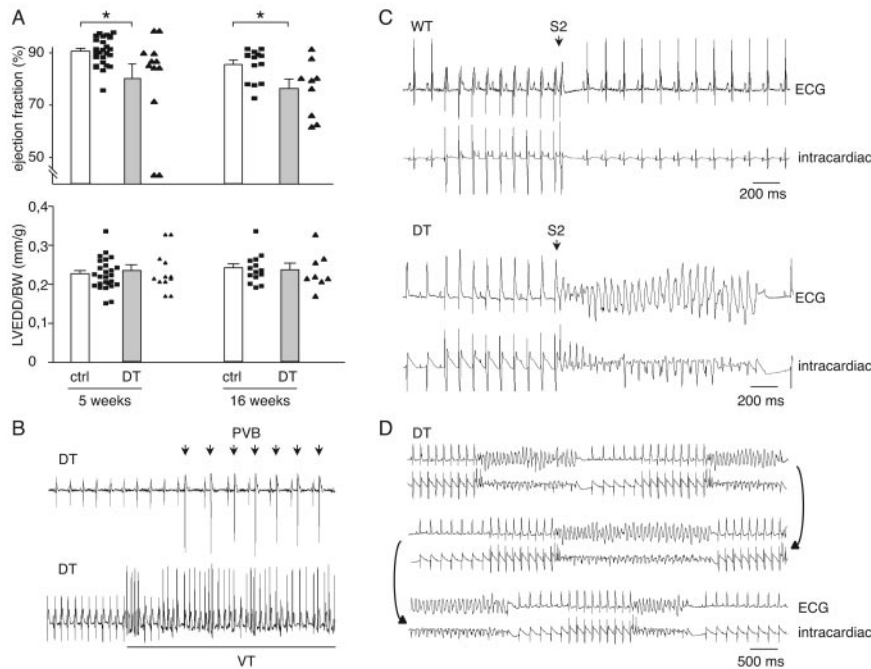 A
*
*
ejection fraction (%)
90
70
50
LVEDD/BW (mm/g)
0,4
0,3
0,2
0,1
0
ctrl DT ctrl DT
5 weeks 16 weeks
B
PVB
DT
DT
VT
C
WT S2
ECG
intracardiac
200 ms
DT S2
ECG
intracardiac
200 ms
D
DT
ECG
intracardiac
500 ms